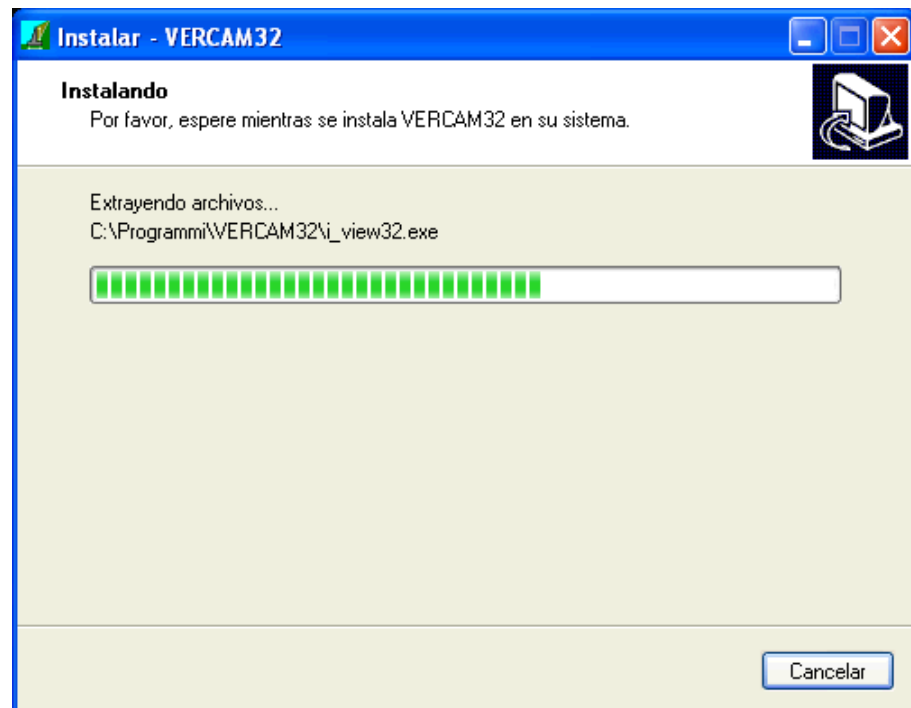 Instalar - VERCAM32
Instalando
Por favor, espere mientras se instala VERCAM32 en su sistema.
Extrayendo archivos...
C:\Programmi\VERCAM32\i_view32.exe
Cancelar